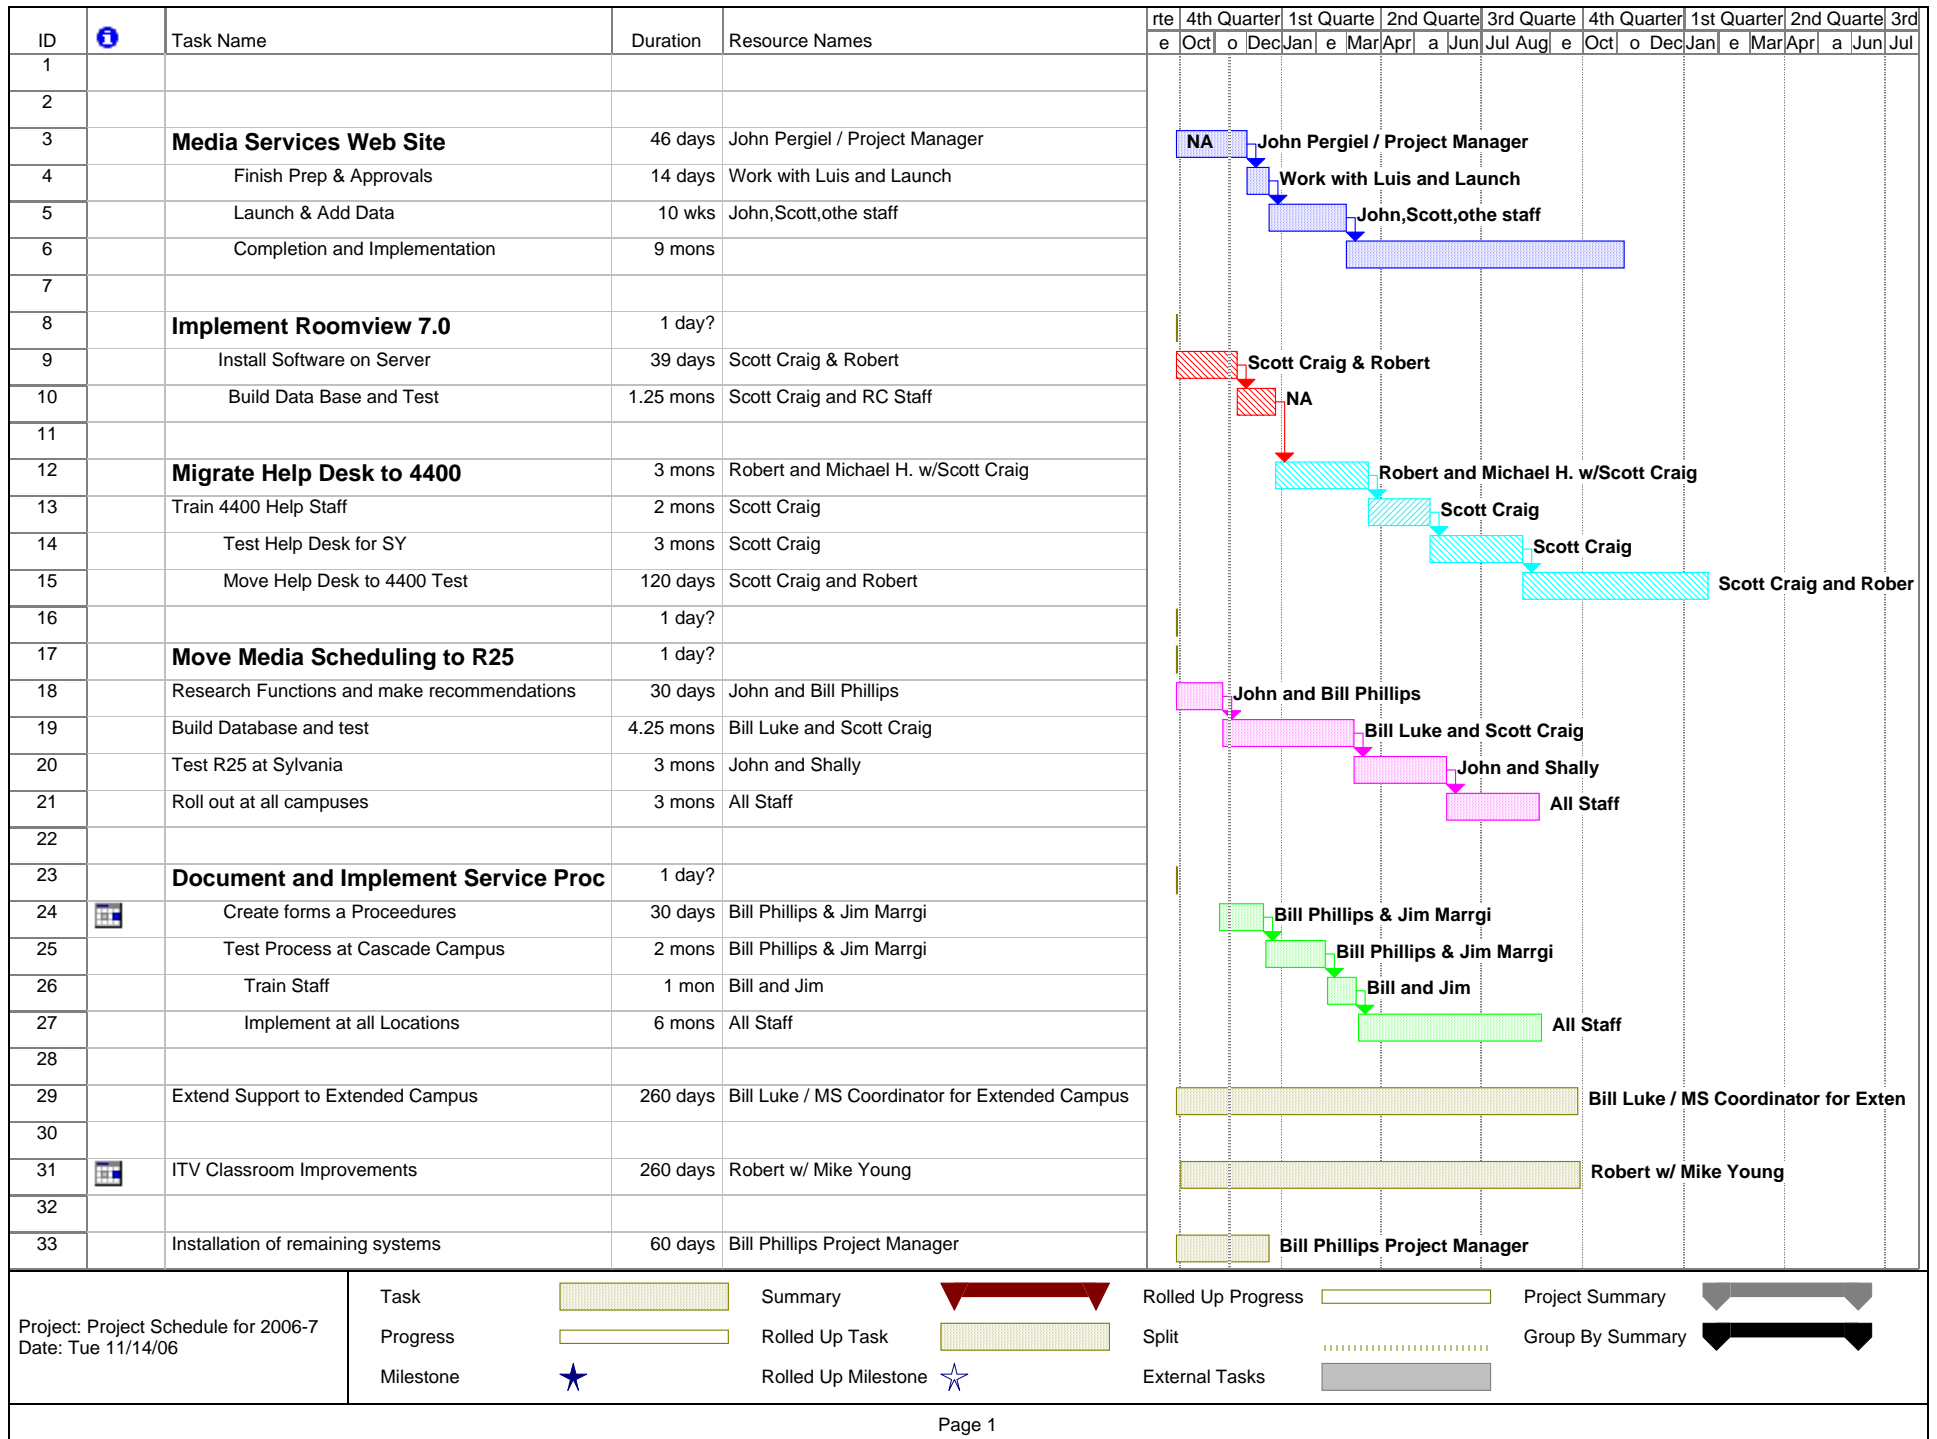 rte 4th Quarter 1st Quarte 2nd Quarte 3rd Quarte 4th Quarter 1st Quarter 2nd Quarte 3rd
ID Task Name Duration Resource Names e Oct o Dec Jan e Mar Apr a Jun Jul Aug e Oct o Dec Jan e Mar Apr a Jun Jul
1
2
3 Media Services Web Site 46 days John Pergiel / Project Manager NA John Pergiel / Project Manager
4 Finish Prep & Approvals 14 days Work with Luis and Launch Work with Luis and Launch
5 Launch & Add Data 10 wks John,Scott,othe staff John,Scott,othe staff
6 Completion and Implementation 9 mons
7
8 Implement Roomview 7.0 1 day?
9 Install Software on Server 39 days Scott Craig & Robert Scott Craig & Robert
10 Build Data Base and Test 1.25 mons Scott Craig and RC Staff NA
11
12 Migrate Help Desk to 4400 3 mons Robert and Michael H. w/Scott Craig Robert and Michael H. w/Scott Craig
13 Train 4400 Help Staff 2 mons Scott Craig Scott Craig
14 Test Help Desk for SY 3 mons Scott Craig Scott Craig
15 Move Help Desk to 4400 Test 120 days Scott Craig and Robert Scott Craig and Rober
16 1 day?
17 Move Media Scheduling to R25 1 day?
18 Research Functions and make recommendations 30 days John and Bill Phillips John and Bill Phillips
19 Build Database and test 4.25 mons Bill Luke and Scott Craig Bill Luke and Scott Craig
20 Test R25 at Sylvania 3 mons John and Shally John and Shally
21 Roll out at all campuses 3 mons All Staff All Staff
22
23 Document and Implement Service Proc 1 day?
24 Create forms a Proceedures 30 days Bill Phillips & Jim Marrgi Bill Phillips & Jim Marrgi
25 Test Process at Cascade Campus 2 mons Bill Phillips & Jim Marrgi Bill Phillips & Jim Marrgi
26 Train Staff 1 mon Bill and Jim Bill and Jim
27 Implement at all Locations 6 mons All Staff All Staff
28
29 Extend Support to Extended Campus 260 days Bill Luke / MS Coordinator for Extended Campus Bill Luke / MS Coordinator for Exten
30
31 ITV Classroom Improvements 260 days Robert w/ Mike Young Robert w/ Mike Young
32
33 Installation of remaining systems 60 days Bill Phillips Project Manager Bill Phillips Project Manager
Project: Project Schedule for 2006-7
Date: Tue 11/14/06
Task Summary Rolled Up Progress Project Summary
Progress Rolled Up Task Split Group By Summary
Milestone Rolled Up Milestone External Tasks
Page 1